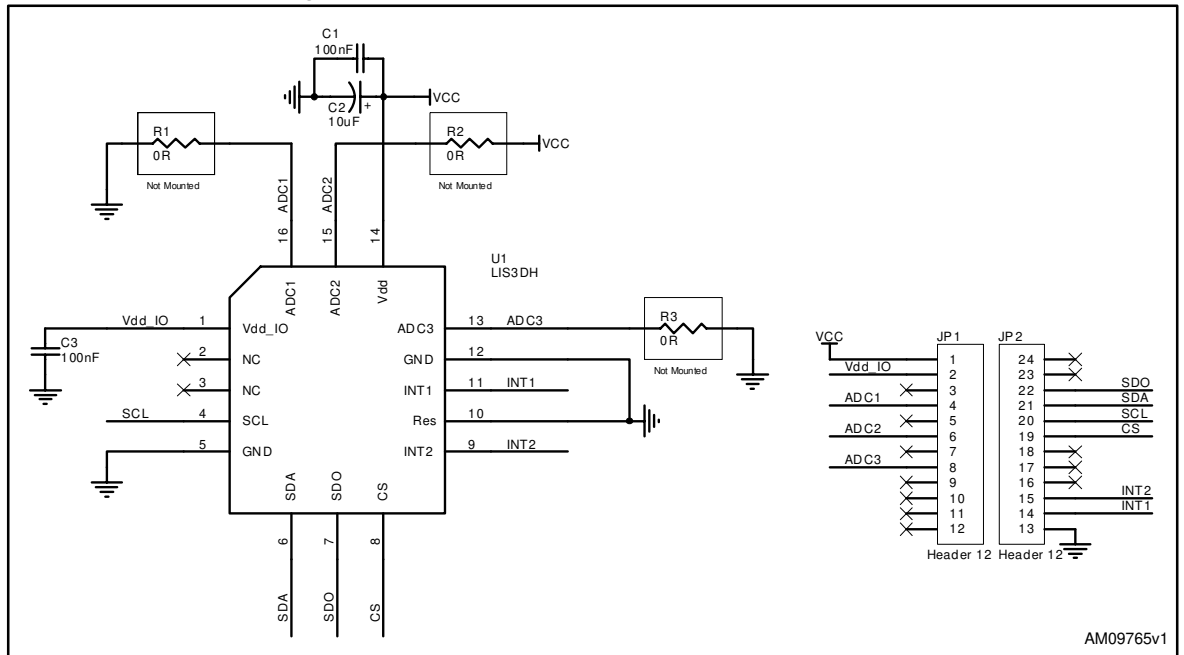 C1
100nF
C2
10uF
VCC
R1
0R
Not Mounted
R2
0R
Not Mounted
VCC
ADC1
ADC2
16
15
14
U1
LIS3DH
ADC1
ADC2
Vdd
Vdd_IO
1
Vdd_IO
C3
100nF
2
NC
3
NC
SCL
4
SCL
5
GND
ADC3
13
ADC3
R3
0R
Not Mounted
GND
12
INT1
11
INT1
Res
10
INT2
9
INT2
SDA
SDO
CS
6
7
8
SDA
SDO
CS
VCC
JP1
1
Vdd_IO
2
3
ADC1
4
5
ADC2
6
7
ADC3
8
9
10
11
12
Header 12
JP2
24
23
22
SDO
21
SDA
20
SCL
19
CS
18
17
16
15
INT2
14
INT1
13
Header 12
AM09765v1